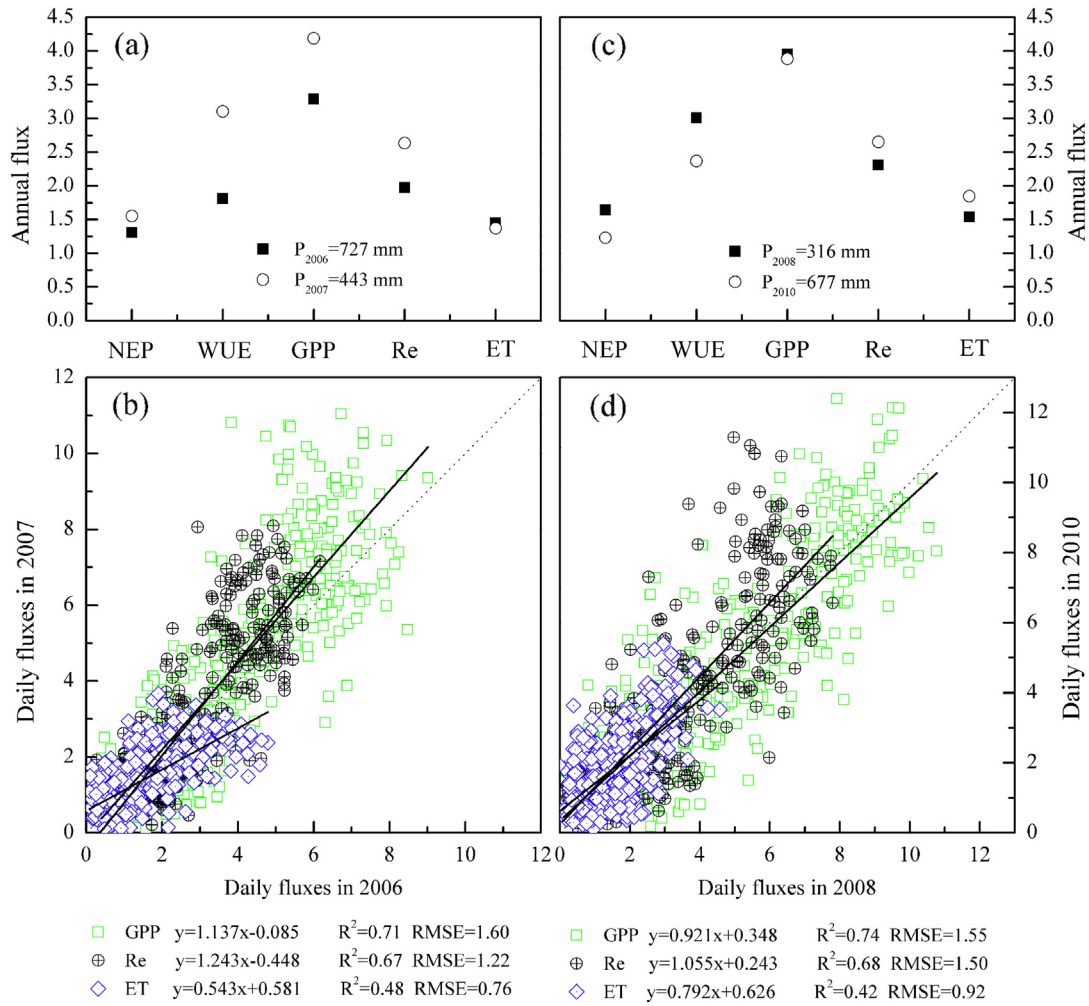 (a)
(c)
Annual flux
4.5
4.0
3.5
3.0
2.5
2.0
1.5
1.0
0.5
0.0
P2006=727 mm
P2007=443 mm
NEP WUE GPP Re ET
P2008=316 mm
P2010=677 mm
NEP WUE GPP Re ET
4.5
4.0
3.5
3.0
2.5
2.0
1.5
1.0
0.5
0.0
Annual flux
(b)
Daily fluxes in 2007
12
10
8
6
4
2
0
0 2 4 6 8 10 12
Daily fluxes in 2006
(d)
12
10
8
6
4
2
0
Daily fluxes in 2010
2 4 6 8 10 12
Daily fluxes in 2008
GPP y=1.137x-0.085 R²=0.71 RMSE=1.60
Re y=1.243x-0.448 R²=0.67 RMSE=1.22
ET y=0.543x+0.581 R²=0.48 RMSE=0.76
GPP y=0.921x+0.348 R²=0.74 RMSE=1.55
Re y=1.055x+0.243 R²=0.68 RMSE=1.50
ET y=0.792x+0.626 R²=0.42 RMSE=0.92